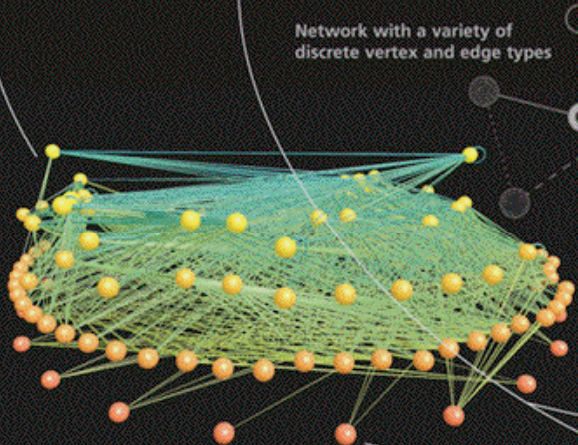 Network with a variety of
discrete vertex and edge types